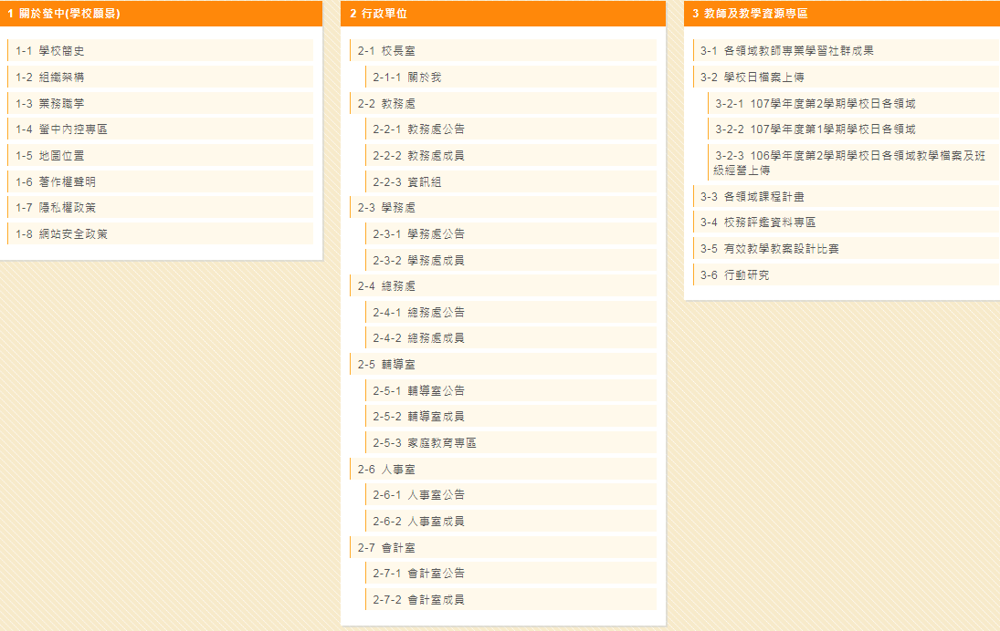 1 關於螢中(學校願景)
1-1 學校簡史
1-2 組織架構
1-3 業務職掌
1-4 螢中內控專區
1-5 地圖位置
1-6 著作權聲明
1-7 隱私權政策
1-8 網站安全政策
2 行政單位
2-1 校長室
2-1-1 關於我
2-2 教務處
2-2-1 教務處公告
2-2-2 教務處成員
2-2-3 資訊組
2-3 學務處
2-3-1 學務處公告
2-3-2 學務處成員
2-4 總務處
2-4-1 總務處公告
2-4-2 總務處成員
2-5 輔導室
2-5-1 輔導室公告
2-5-2 輔導室成員
2-5-3 家庭教育專區
2-6 人事室
2-6-1 人事室公告
2-6-2 人事室成員
2-7 會計室
2-7-1 會計室公告
2-7-2 會計室成員
3 教師及教學資源專區
3-1 各領域教師專業學習社群成果
3-2 學校日檔案上傳
3-2-1 107學年度第2學期學校日各領域
3-2-2 107學年度第1學期學校日各領域
3-2-3 106學年度第2學期學校日各領域教學檔案及班
級經營上傳
3-3 各領域課程計畫
3-4 校務評鑑資料專區
3-5 有效教學教案設計比賽
3-6 行動研究